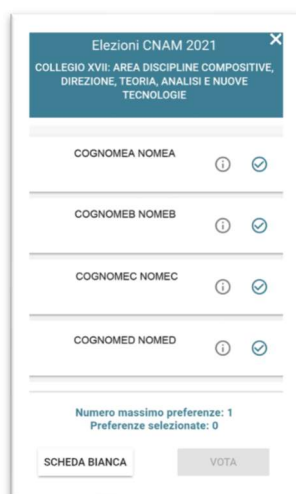 Elezioni CNAM 2021
COLLEGIO XVII: AREA DISCIPLINE COMPOSITIVE,
DIREZIONE, TEORIA, ANALISI E NUOVE
TECNOLOGIE
COGNOMEA NOMEA
COGNOMEB NOMEB
COGNOMEC NOMEC
COGNOMED NOMED
Numero massimo preferenze: 1
Preferenze selezionate: 0
SCHEDA BIANCA
VOTA